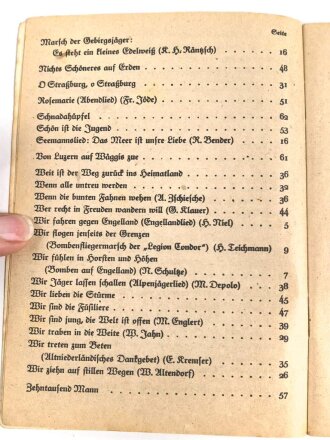 Seite
Marsch der Gebirgsjäger:
Es steht ein kleines Edelweiß (K. H. Räntzsch) 16
Nichts Schöneres auf Erden 48
O Straßburg, o Straßburg 31
Rosemarie (Abendlied) (Fr. Jöde) 51
Schnadahüpfel 62
Schön ist die Jugend 53
Seemannslied: Das Meer ist unsre Liebe (R. Bender) 16
Von Luzern auf Wäggis zue 61
Weit ist der Weg zurück ins Heimatland 36
Wenn alle untreu werden 3
Wenn die bunten Fahnen wehen (A. Zschiesche) 36
Wer recht in Freuden wandern will (G. Klauer) 44
Wir fahren gegen Engelland (Engellandlied) (H. Niel) 5
Wir flogen jenseits der Grenzen
(Bombenfliegermarsch der „Legion Condor") (H. Teichmann) 9
Wir fühlen in Horsten und Höhen
(Bomben auf Engelland) (N. Schultze) 7
Wir Jäger lassen schallen (Alpenjägerlied) (M. Depolo) 38
Wir lieben die Stürme 45
Wir sind die Füsiliere 47
Wir sind jung, die Welt ist offen (M. Englert) 39
Wir traben in die Weite (W. Jahn) 29
Wir treten zum Beten
(Altniederländisches Dankgebet) (E. Kremser) 35
Wir ziehn auf stillen Wegen (W. Altendorf) 26
Zehntausend Mann 57